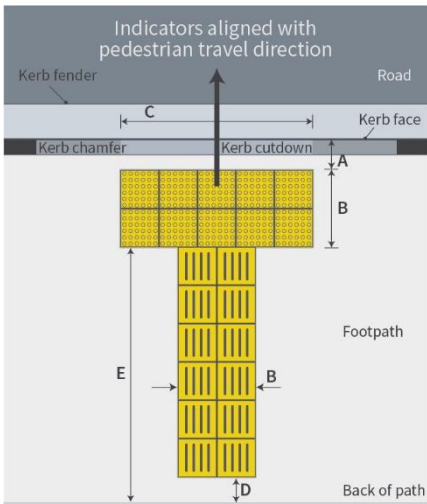 Indicators aligned with
pedestrian travel direction
Kerb fender
Road
C
Kerb face
Kerb chamfer
Kerb cutdown
A
B
Footpath
E
B
D
Back of path